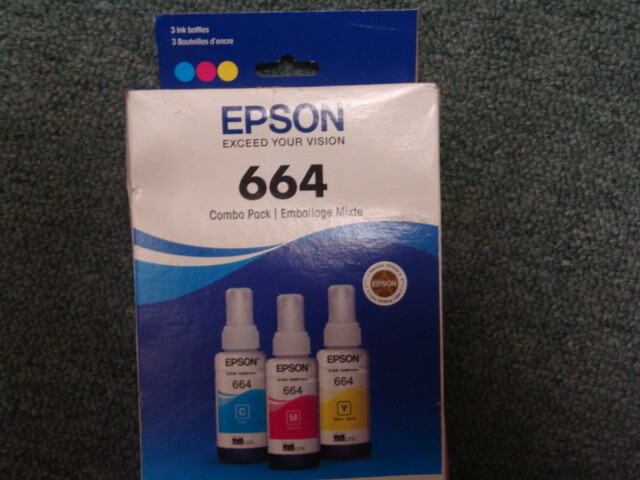 3 Ink bottles
3 Bouteilles d'encre
EPSON
EXCEED YOUR VISION
664
Combo Pack | Emballage Mixte
EPSON
EPSON
664
C
EPSON
664
M
EPSON
664
Y